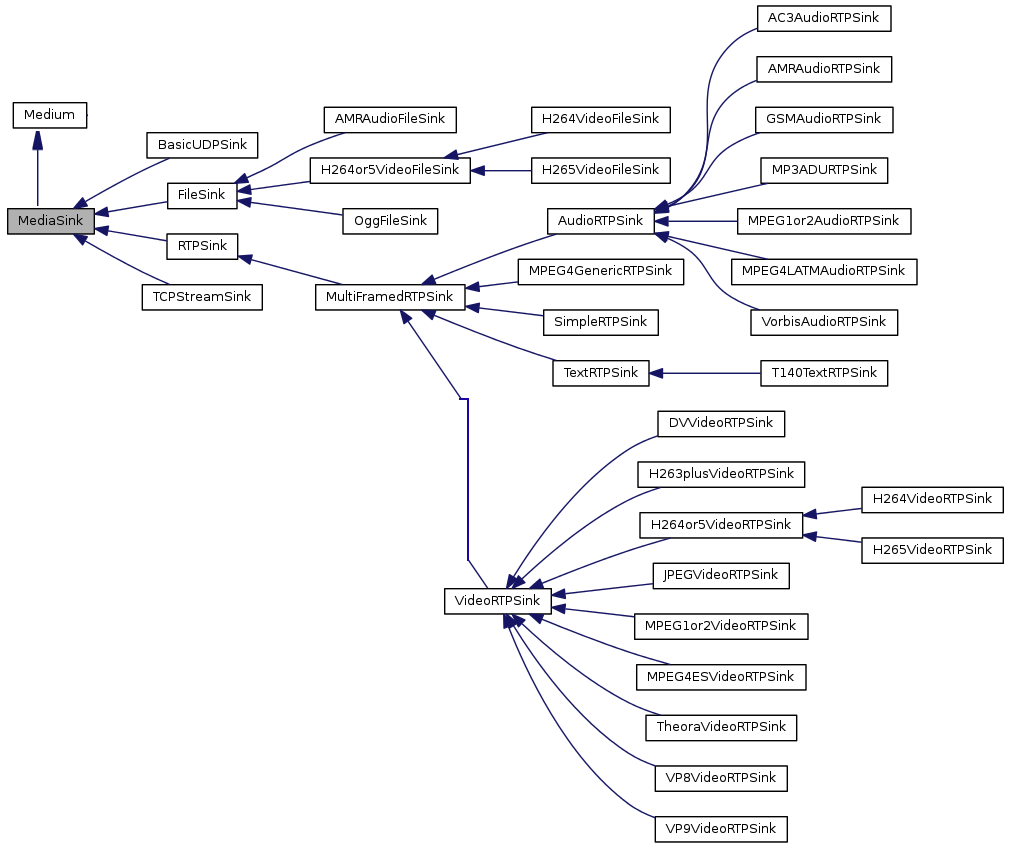 AC3AudioRTPSink
AMRAudioRTPSink
Medium
AMRAudioFileSink
H264VideoFileSink
GSMAudioRTPSink
BasicUDPSink
H264or5VideoFileSink
H265VideoFileSink
MP3ADURTPSink
FileSink
MediaSink
OggFileSink
AudioRTPSink
MPEG1or2AudioRTPSink
RTPSink
MPEG4GenericRTPSink
MPEG4LATMAudioRTPSink
TCPStreamSink
MultiFramedRTPSink
SimpleRTPSink
VorbisAudioRTPSink
TextRTPSink
T140TextRTPSink
DVVideoRTPSink
H263plusVideoRTPSink
H264VideoRTPSink
H264or5VideoRTPSink
H265VideoRTPSink
JPEGVideoRTPSink
VideoRTPSink
MPEG1or2VideoRTPSink
MPEG4ESVideoRTPSink
TheoraVideoRTPSink
VP8VideoRTPSink
VP9VideoRTPSink